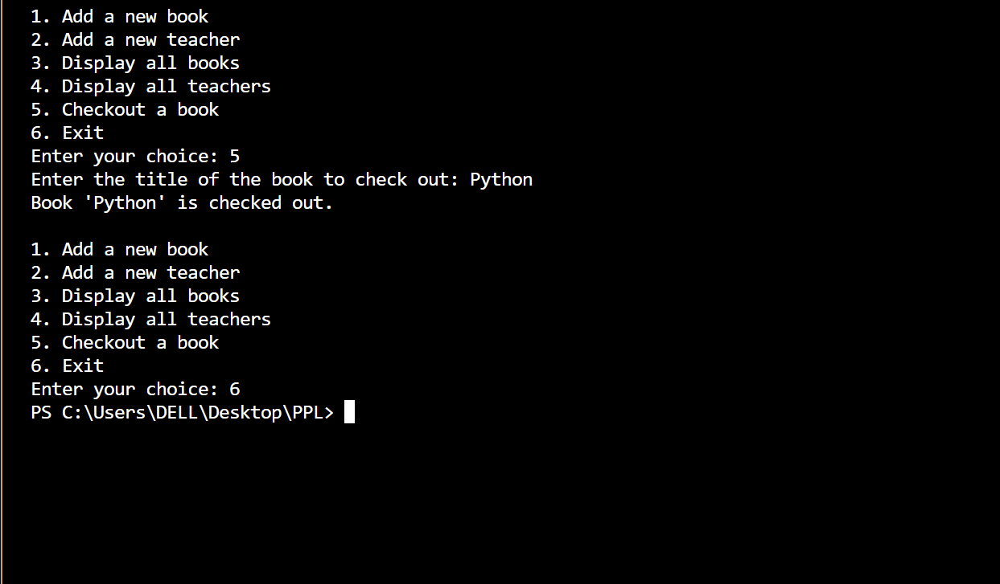 1. Add a new book
2. Add a new teacher
3. Display all books
4. Display all teachers
5. Checkout a book
6. Exit
Enter your choice: 5
Enter the title of the book to check out: Python
Book 'Python' is checked out.
1. Add a new book
2. Add a new teacher
3. Display all books
4. Display all teachers
5. Checkout a book
6. Exit
Enter your choice: 6
PS C:\Users\DELL\Desktop\PPL>